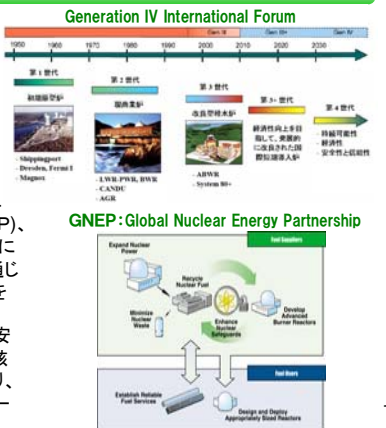 Generation IV International Forum
Gen III
Gen III+
Gen IV
1950
1960
1970
1980
1990
2000
2010
2020
2030
第1世代
初期原型炉
- Shippingport
- Dresden, Fermi I
- Magnox
第2世代
現商業炉
- LWR-PWR, BWR
- CANDU
- AGR
第3世代
改良型軽水炉
- ABWR
- System 80+
第3+世代
経済性向上を目
指して、発展的
に改良された国
際短期導入炉
第4世代
- 持続可能性
- 経済性
- 安全性と信頼性
P)、
に
通じ
を
安
核
り、
ー
GNEP:Global Nuclear Energy Partnership
Fuel Suppliers
Expand Nuclear
Power
Recycle
Nuclear Fuel
Minimize
Nuclear
Waste
Enhance
Nuclear
Safeguards
Develop
Advanced
Burner Reactors
Fuel Users
Establish Reliable
Fuel Services
Design and Deploy
Appropriately Sized Reactors